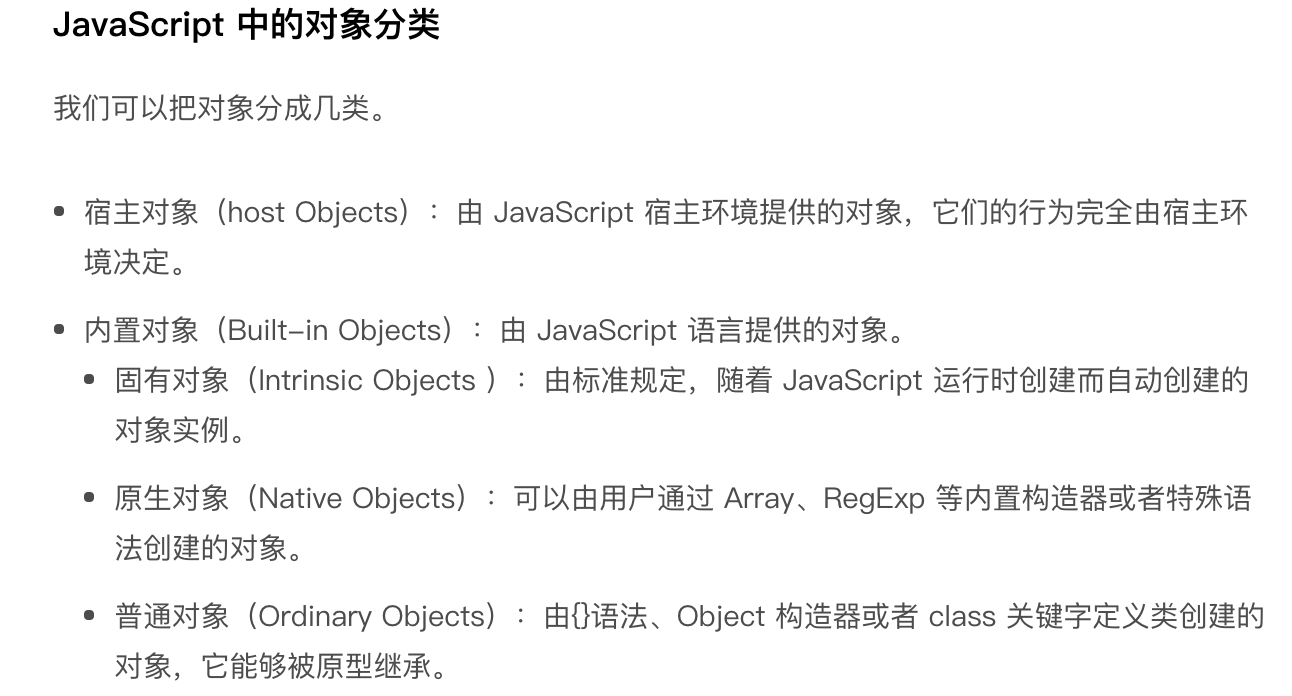 JavaScript 中的对象分类
我们可以把对象分成几类。
• 宿主对象（host Objects）：由 JavaScript 宿主环境提供的对象，它们的行为完全由宿主环
境决定。
• 内置对象（Built-in Objects）：由 JavaScript 语言提供的对象。
• 固有对象（Intrinsic Objects ）：由标准规定，随着 JavaScript 运行时创建而自动创建的
对象实例。
• 原生对象（Native Objects）：可以由用户通过 Array、RegExp 等内置构造器或者特殊语
法创建的对象。
• 普通对象（Ordinary Objects）：由{}语法、Object 构造器或者 class 关键字定义类创建的
对象，它能够被原型继承。